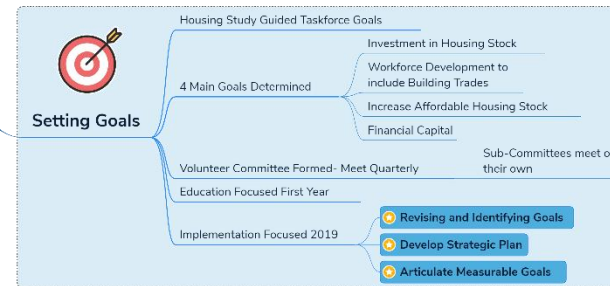 Setting Goals
Housing Study Guided Taskforce Goals
4 Main Goals Determined
Investment in Housing Stock
Workforce Development to
include Building Trades
Increase Affordable Housing Stock
Financial Capital
Volunteer Committee Formed- Meet Quarterly
Sub-Committees meet o
their own
Education Focused First Year
Implementation Focused 2019
Revising and Identifying Goals
Develop Strategic Plan
Articulate Measurable Goals